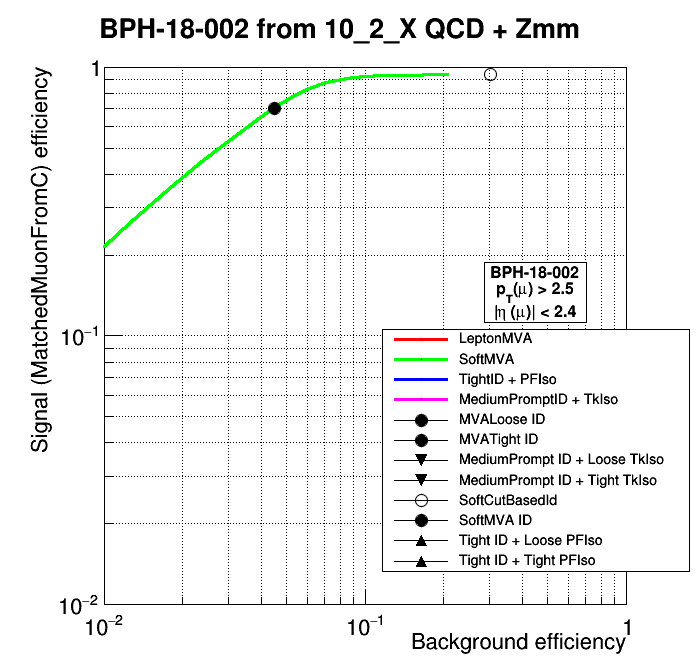 BPH-18-002 from 10_2_X QCD + Zmm
Signal (MatchedMuonFromC) efficiency
1
10⁻¹
10⁻²
BPH-18-002
p_T(μ) > 2.5
|η (μ)| < 2.4
LeptonMVA
SoftMVA
TightID + PFIso
MediumPromptID + TkIso
MVALoose ID
MVATight ID
MediumPrompt ID + Loose TkIso
MediumPrompt ID + Tight TkIso
SoftCutBasedId
SoftMVA ID
Tight ID + Loose PFIso
Tight ID + Tight PFIso
10⁻² 10⁻¹ 1
Background efficiency